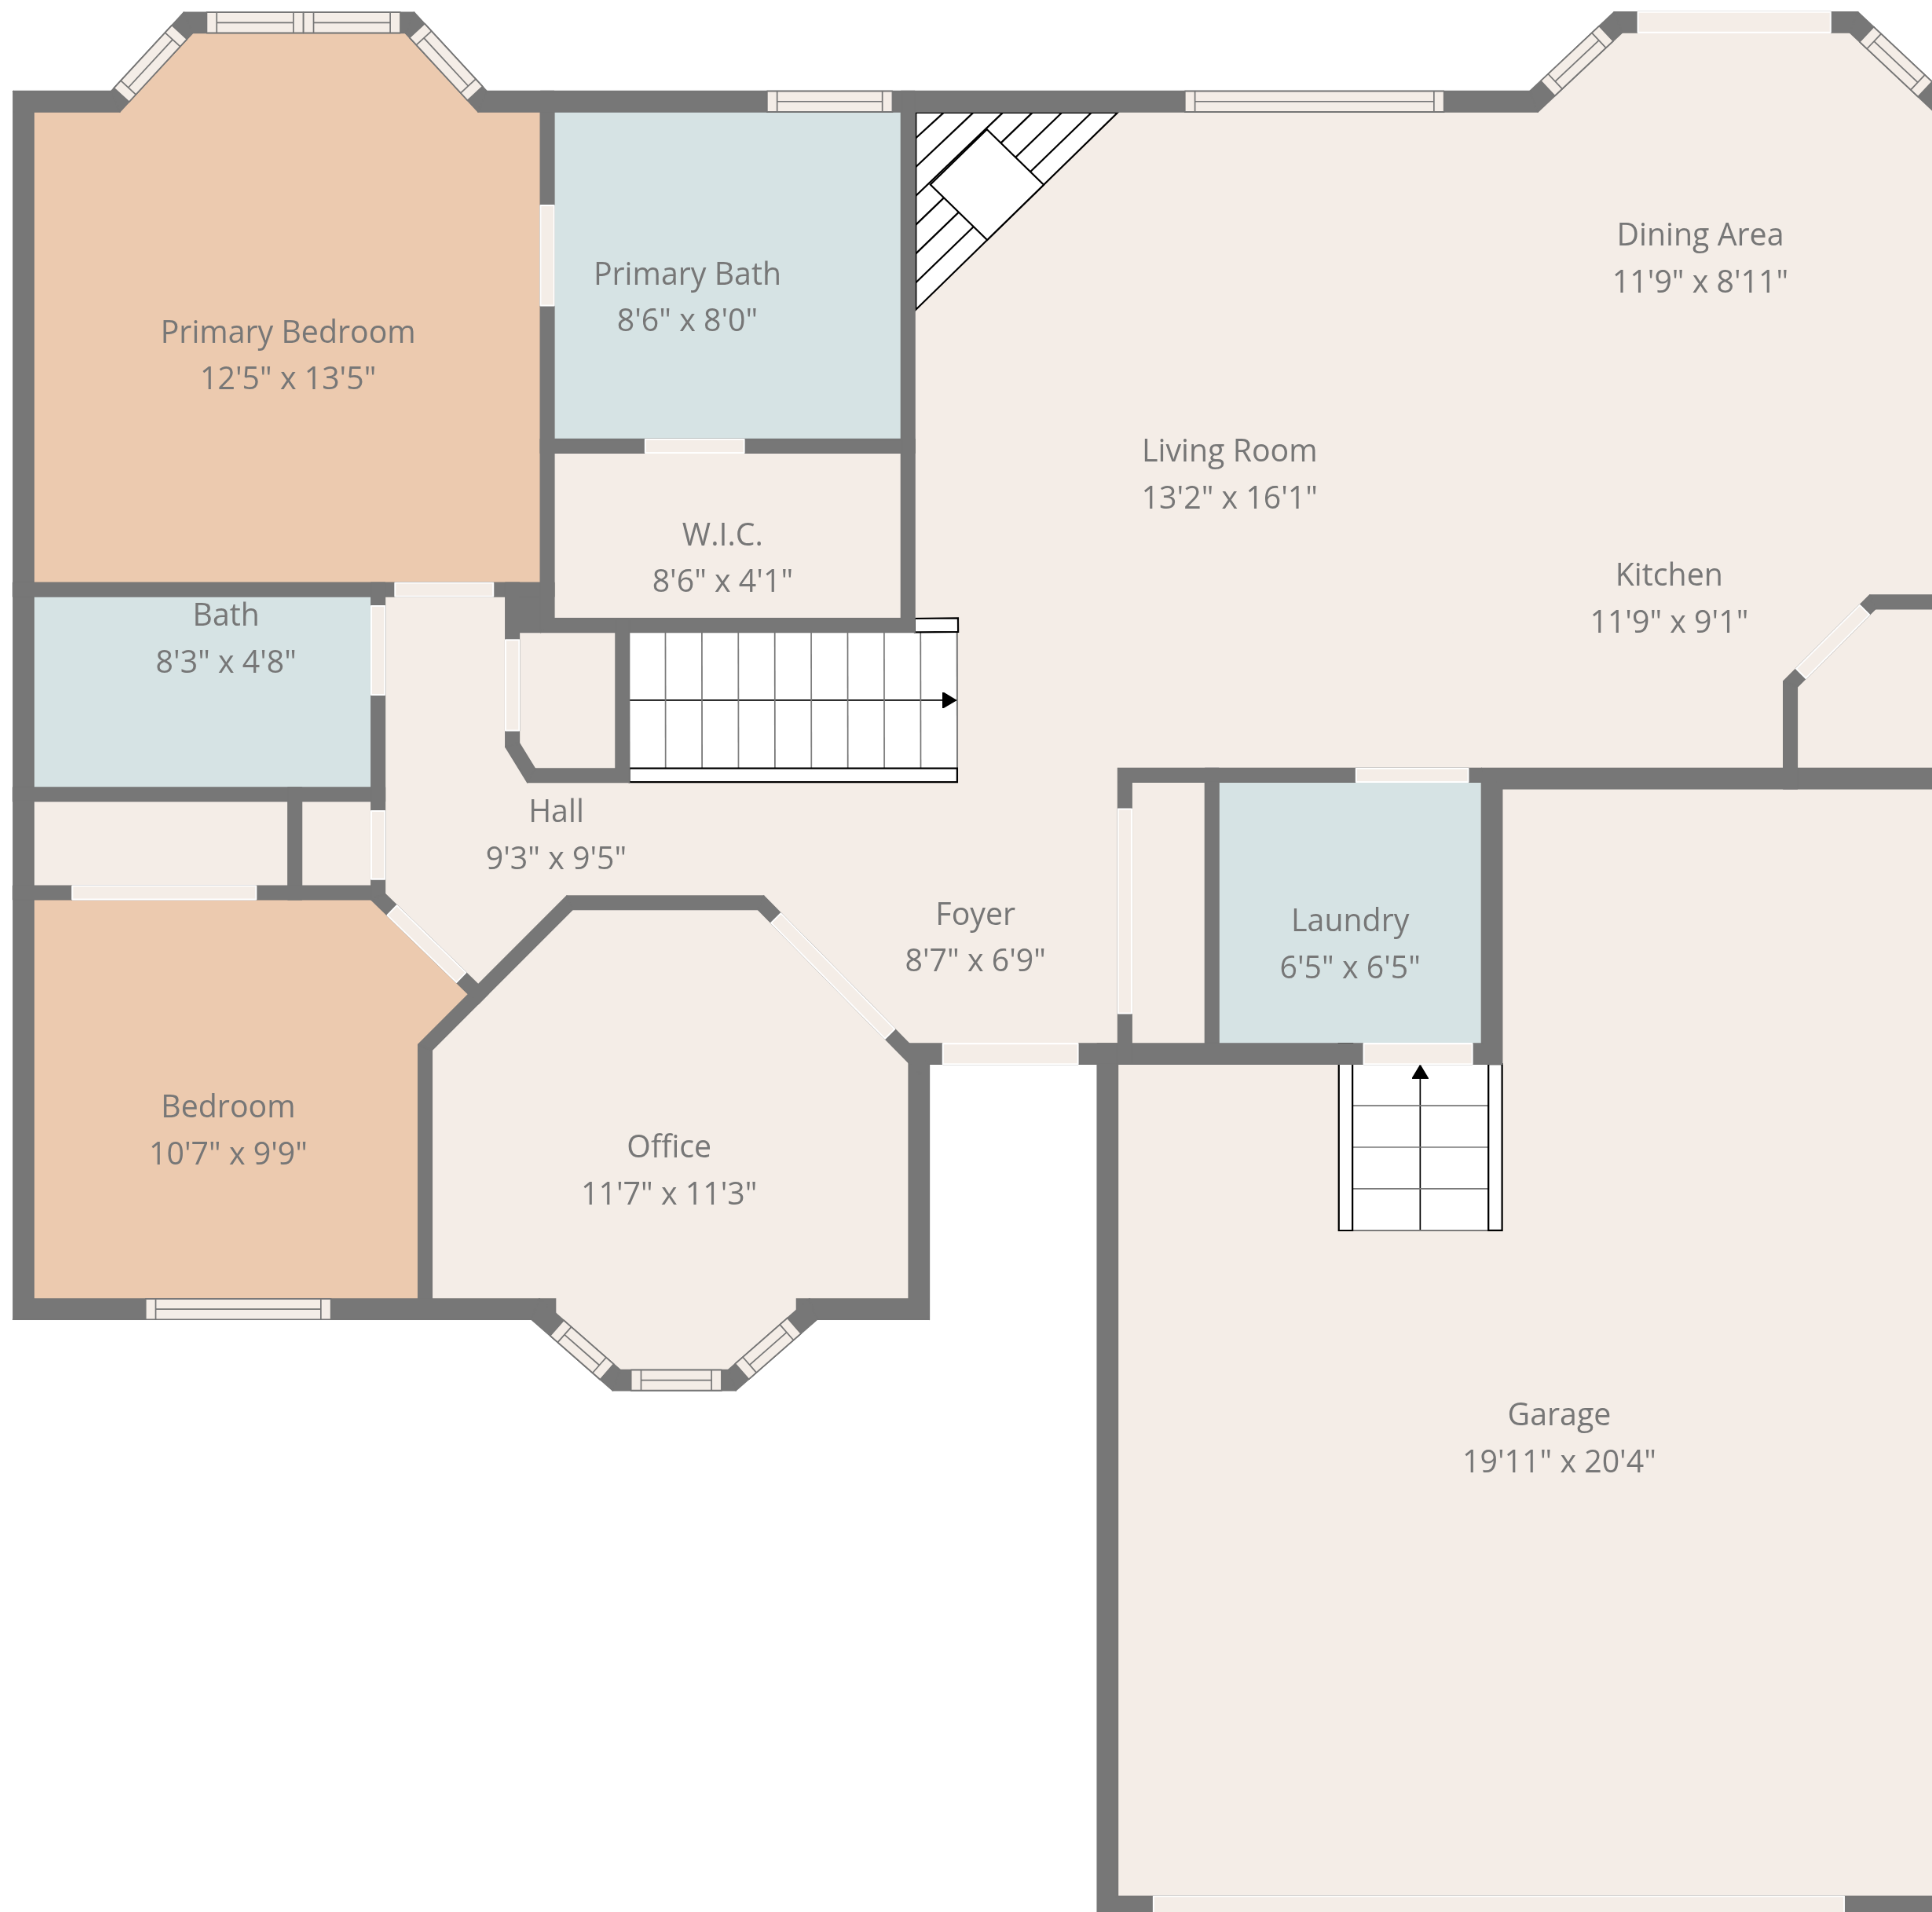 Dining Area
11'9" x 8'11"
Primary Bath
8'6" x 8'0"
Primary Bedroom
12'5" x 13'5"
Living Room
13'2" x 16'1"
W.I.C.
8'6" x 4'1"
Kitchen
11'9" x 9'1"
Bath
8'3" x 4'8"
Hall
9'3" x 9'5"
Foyer
8'7" x 6'9"
Laundry
6'5" x 6'5"
Bedroom
10'7" x 9'9"
Office
11'7" x 11'3"
Garage
19'11" x 20'4"